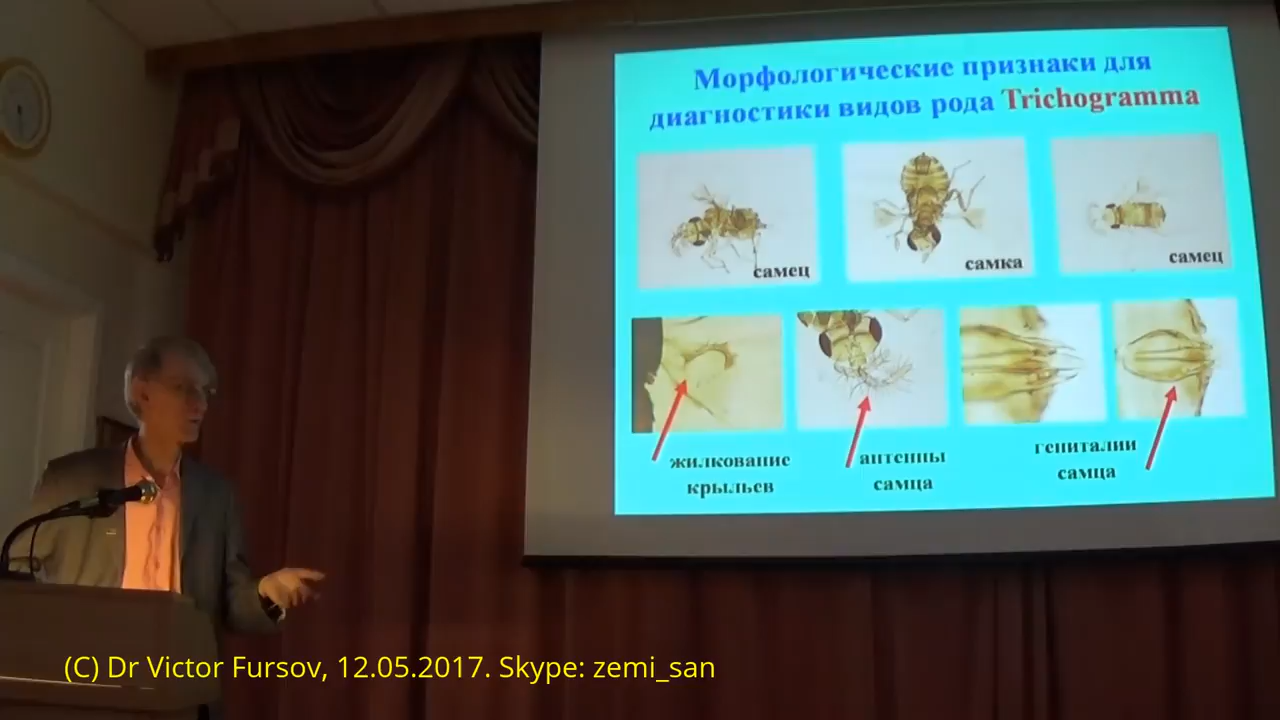 Морфологические признаки для
диагностики видов рода Trichogramma
самец
самка
самец
жилкование
крыльев
антенны
самца
гениталии
самца
(C) Dr Victor Fursov, 12.05.2017. Skype: zemi_san